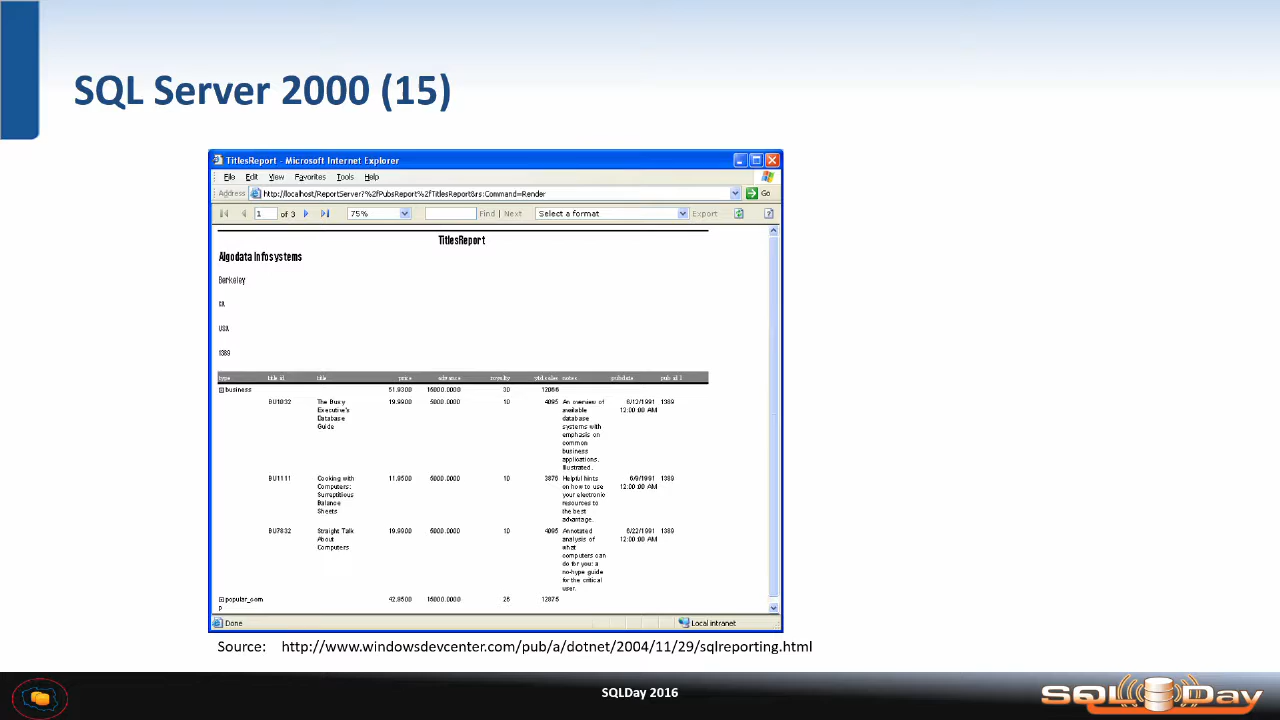 SQL Server 2000 (15)
TitlesReport - Microsoft Internet Explorer
File Edit View Favorites Tools Help
Address http://localhost/ReportServer?%2fPubsReport%2fTitlesReport&rs:Command=Render Go
1 of 3 75% Find | Next Select a format Export
TitlesReport
Algodata Infosystems
Berkeley
CA
USA
1389
type title id title price advance royalty ytd sales notes pubdate pub id 1
business 51.9300 15000.0000 30 12066
BU1032 The Busy 19.9900 5000.0000 10 4095 An overview of 6/12/1991 1389
Executive's available 12:00:00 AM
Database database
Guide systems with
emphasis on
common
business
applications.
Illustrated.
BU1111 Cooking with 11.9500 5000.0000 10 3876 Helpful hints 6/9/1991 1389
Computers: on how to use 12:00:00 AM
Surreptitious your electronic
Balance resources to
Sheets the best
advantage.
BU7832 Straight Talk 19.9900 5000.0000 10 4095 Annotated 6/22/1991 1389
About analysis of 12:00:00 AM
Computers what
computers can
do for you: a
no-hype guide
for the critical
user.
popular_com 42.9500 15000.0000 26 12875
p
Done Local intranet
Source: http://www.windowsdevcenter.com/pub/a/dotnet/2004/11/29/sqlreporting.html
SQLDay 2016
SQL Day